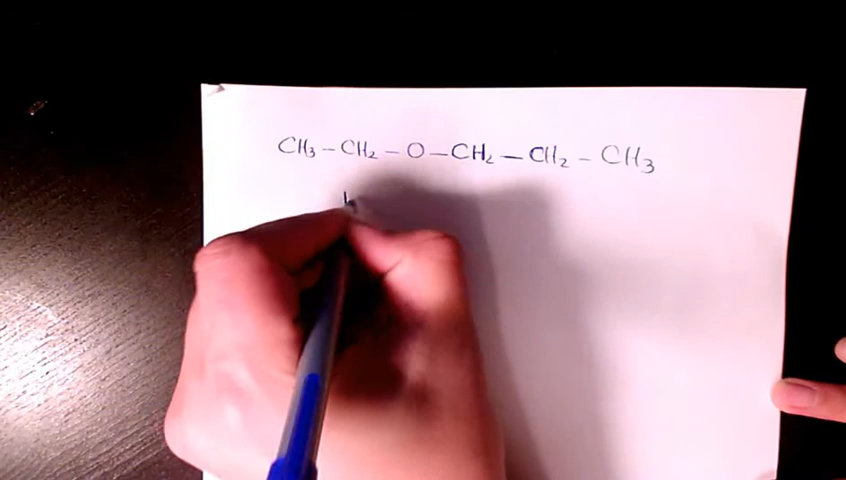 CH₃ – CH₂ – O – CH₂ – CH₂ – CH₃